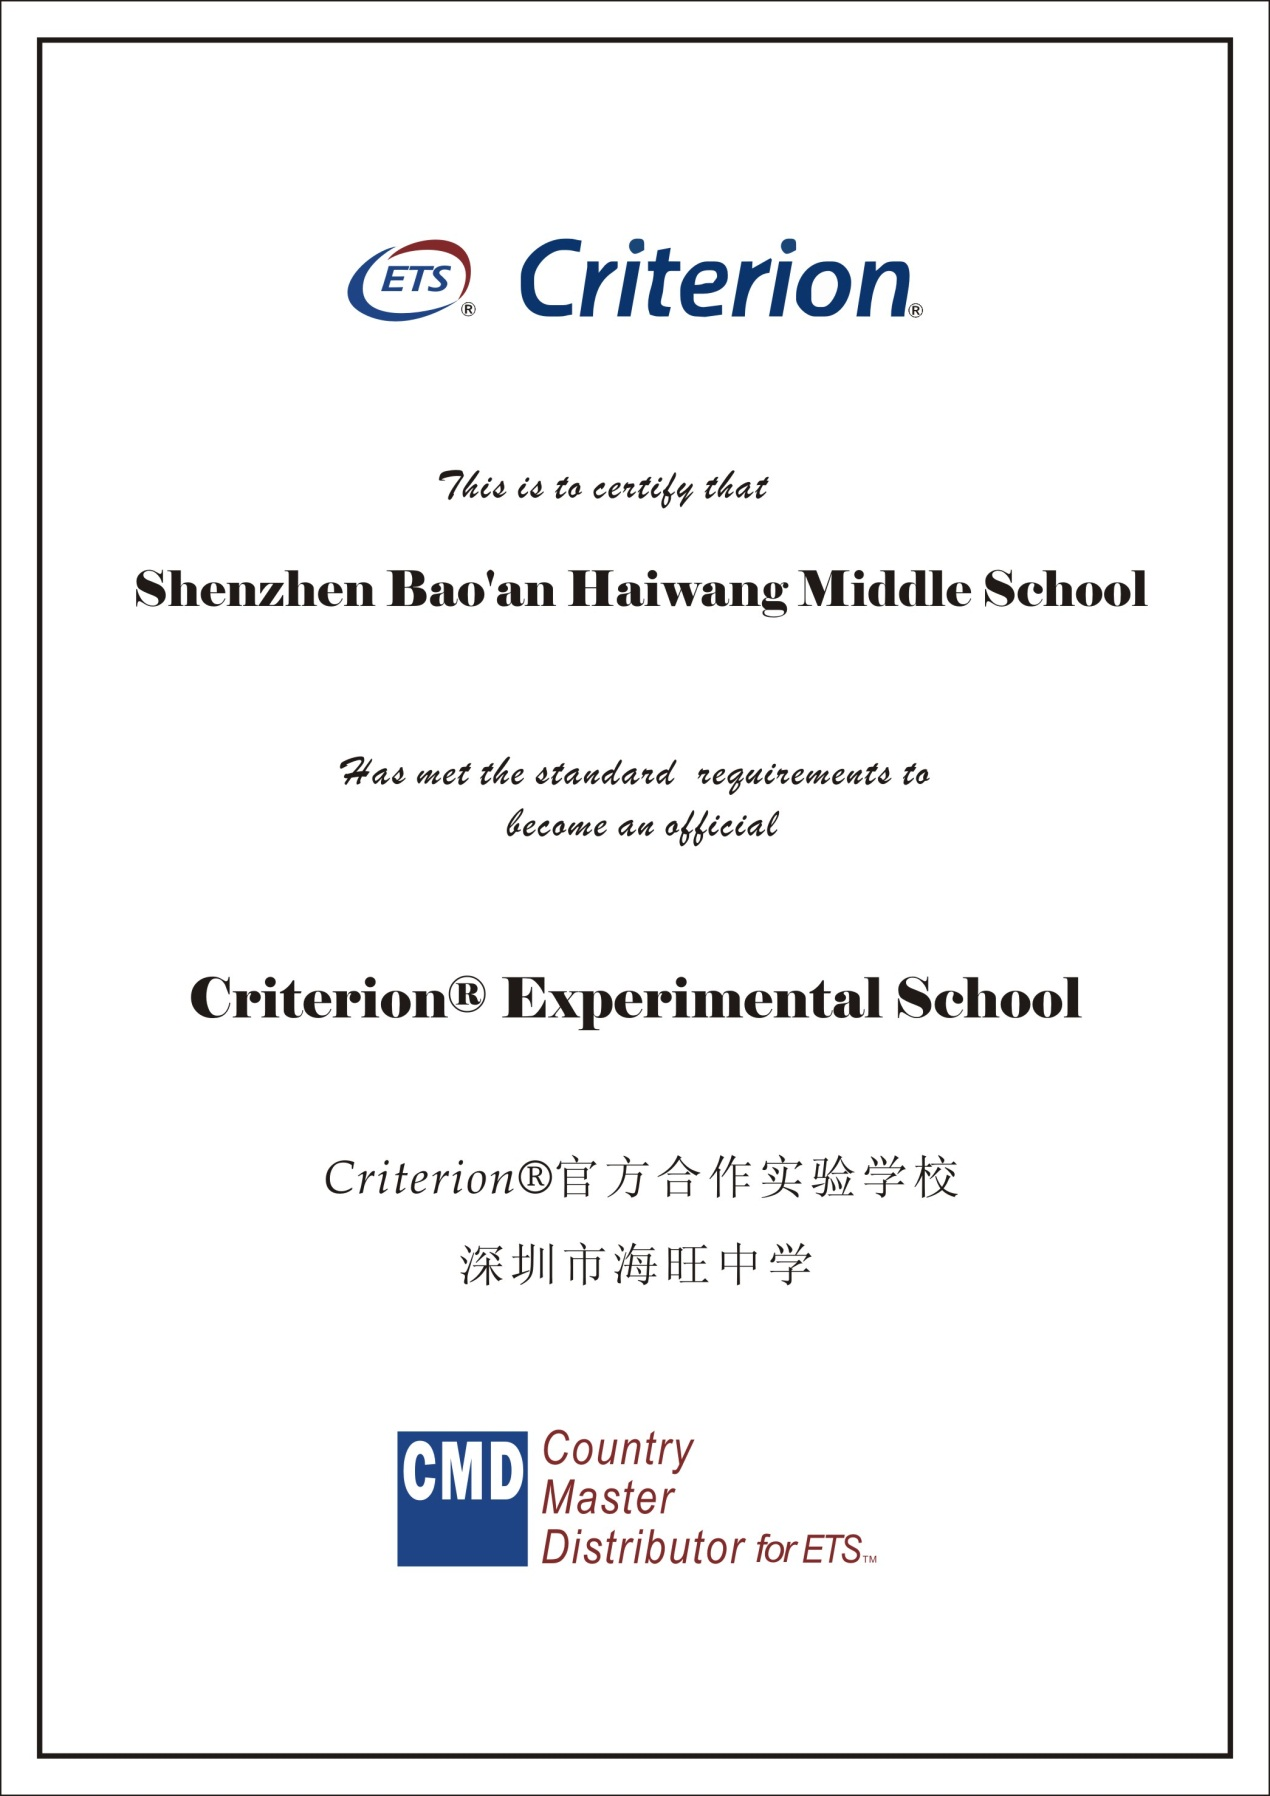 ETS® Criterion®
This is to certify that
Shenzhen Bao'an Haiwang Middle School
Has met the standard requirements to
become an official
Criterion® Experimental School
Criterion®官方合作实验学校
深圳市海旺中学
CMD Country
Master
Distributor for ETS™